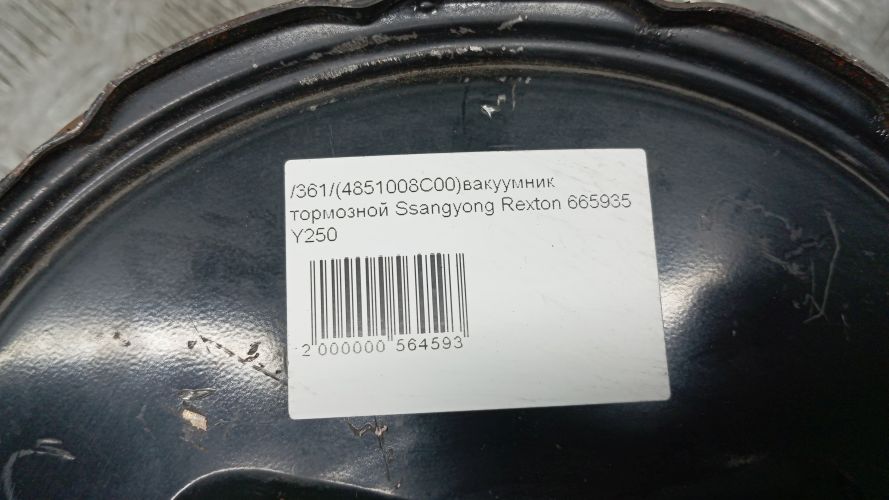 /361/(4851008C00)вакуумник
тормозной Ssangyong Rexton 665935
Y250
2 000000 564593